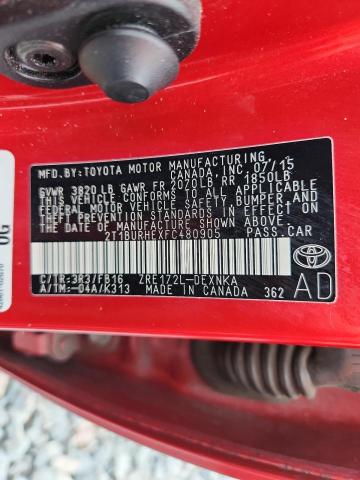 MFD.BY:TOYOTA MOTOR MANUFACTURING
CANADA, INC. 07/15
GVWR 3820 LB GAWR FR 2070LB RR 1850LB
THIS VEHICLE CONFORMS TO ALL APPLICABLE
FEDERAL MOTOR VEHICLE SAFETY, BUMPER, AND
THEFT PREVENTION STANDARDS IN EFFECT ON
THE DATE OF MANUFACTURE SHOWN ABOVE.
2T1BURHEXFC480905 PASS.CAR
C/TR:3R3/FB16 ZRE172L-DEXNKA
A/TM:-04A/K313 MADE IN CANADA 362
AD